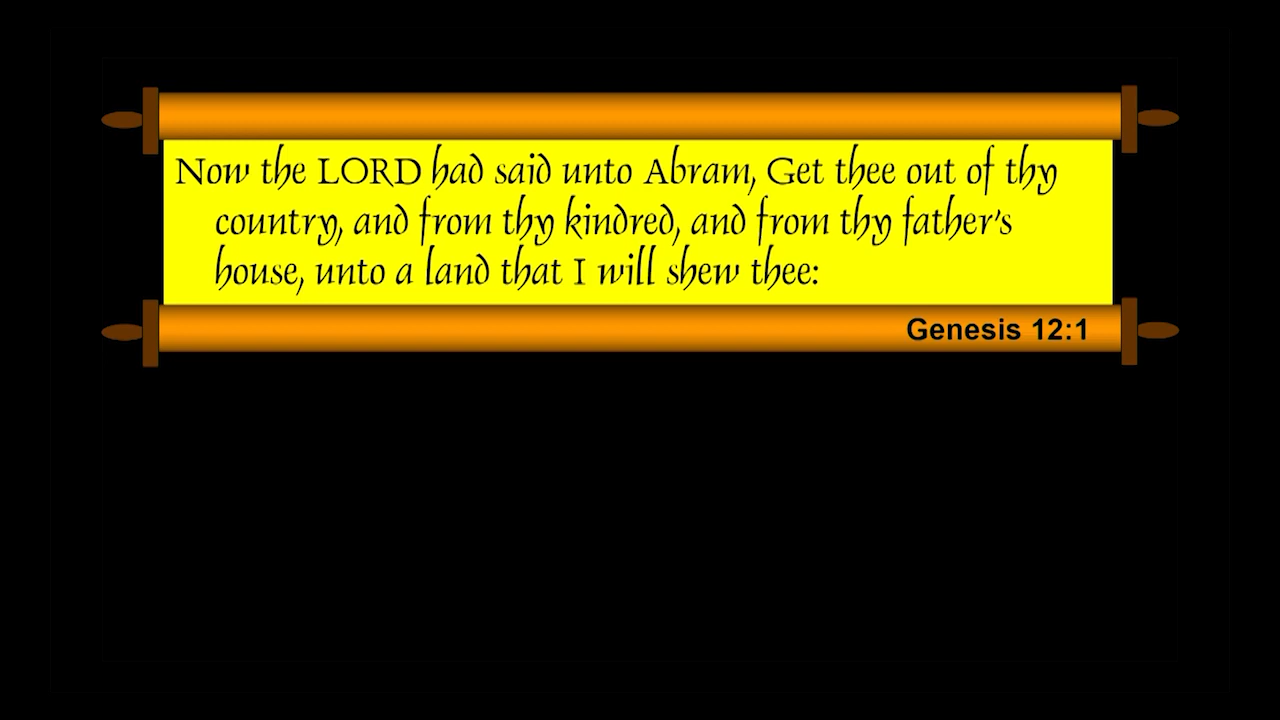 Now the LORD had said unto Abram, Get thee out of thy
country, and from thy kindred, and from thy father's
house, unto a land that I will shew thee:
Genesis 12:1